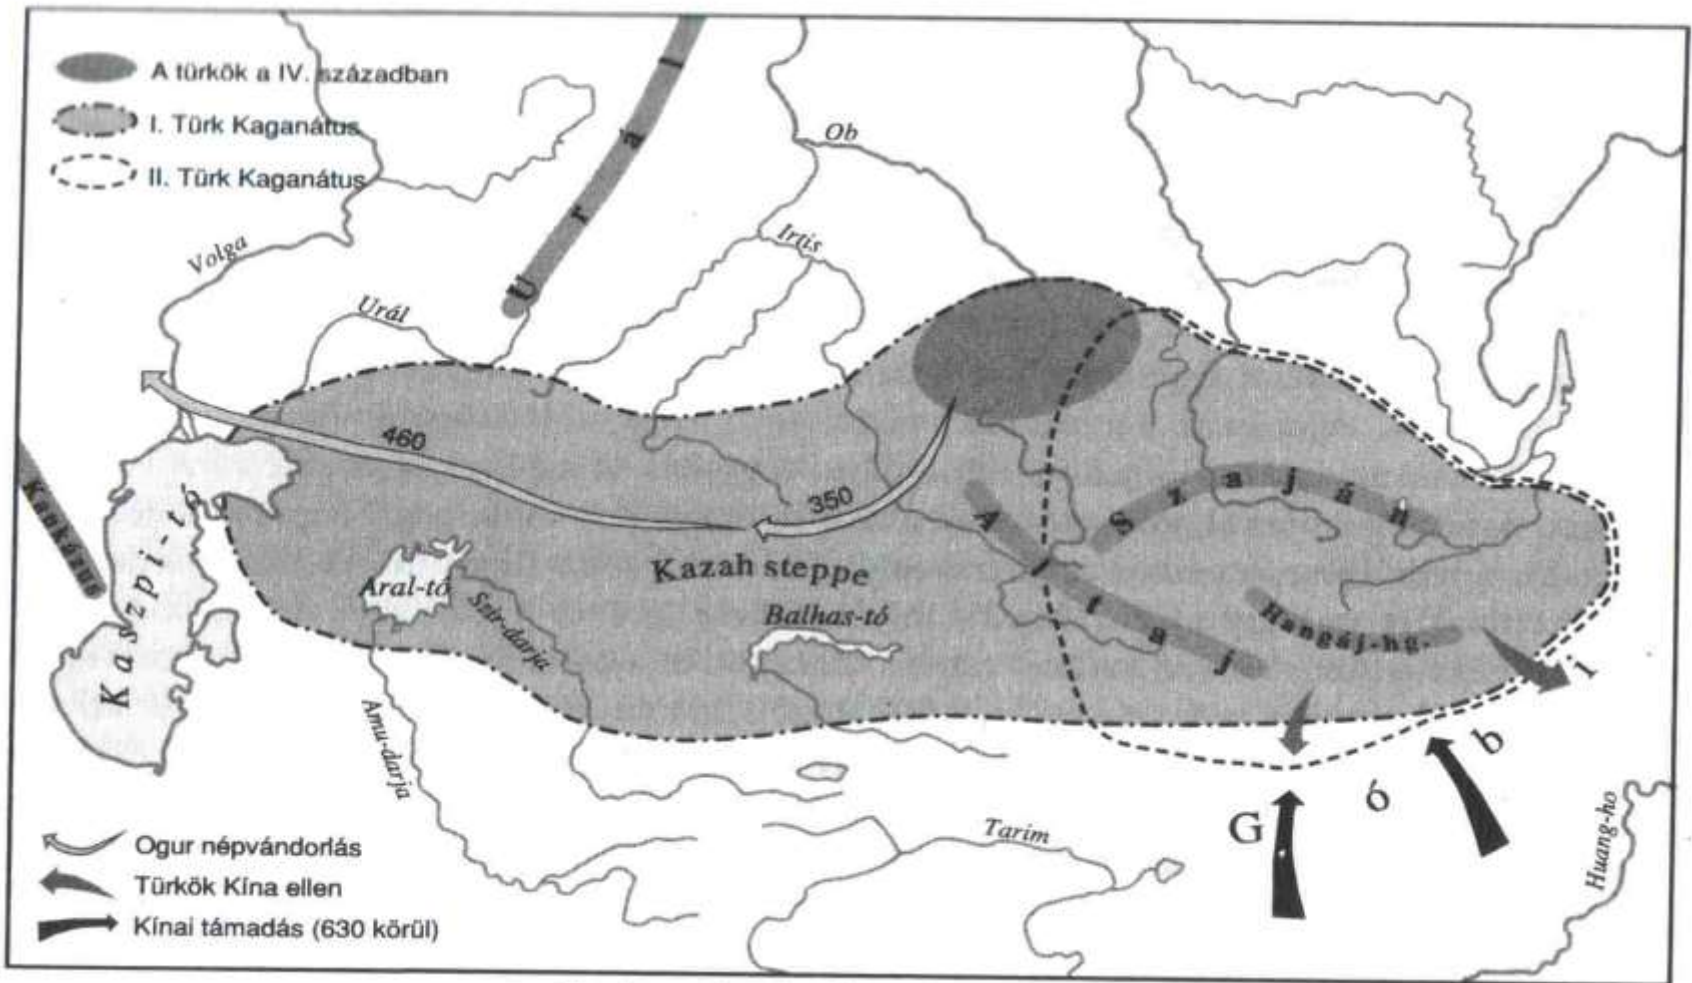 A türkök a IV. században
I. Türk Kaganátus
II. Türk Kaganátus
Urál
Ob
Irtis
Volga
Urál
460
350
Kaukázus
Kaszpi-tó
Aral-tó
Szir-darja
Kazah steppe
Balhas-tó
Amu-darja
Szaján
Altaj
Hangáj-hg.
Góbi
Tarim
Huang-ho
Ogur népvándorlás
Türkök Kína ellen
Kínai támadás (630 körül)